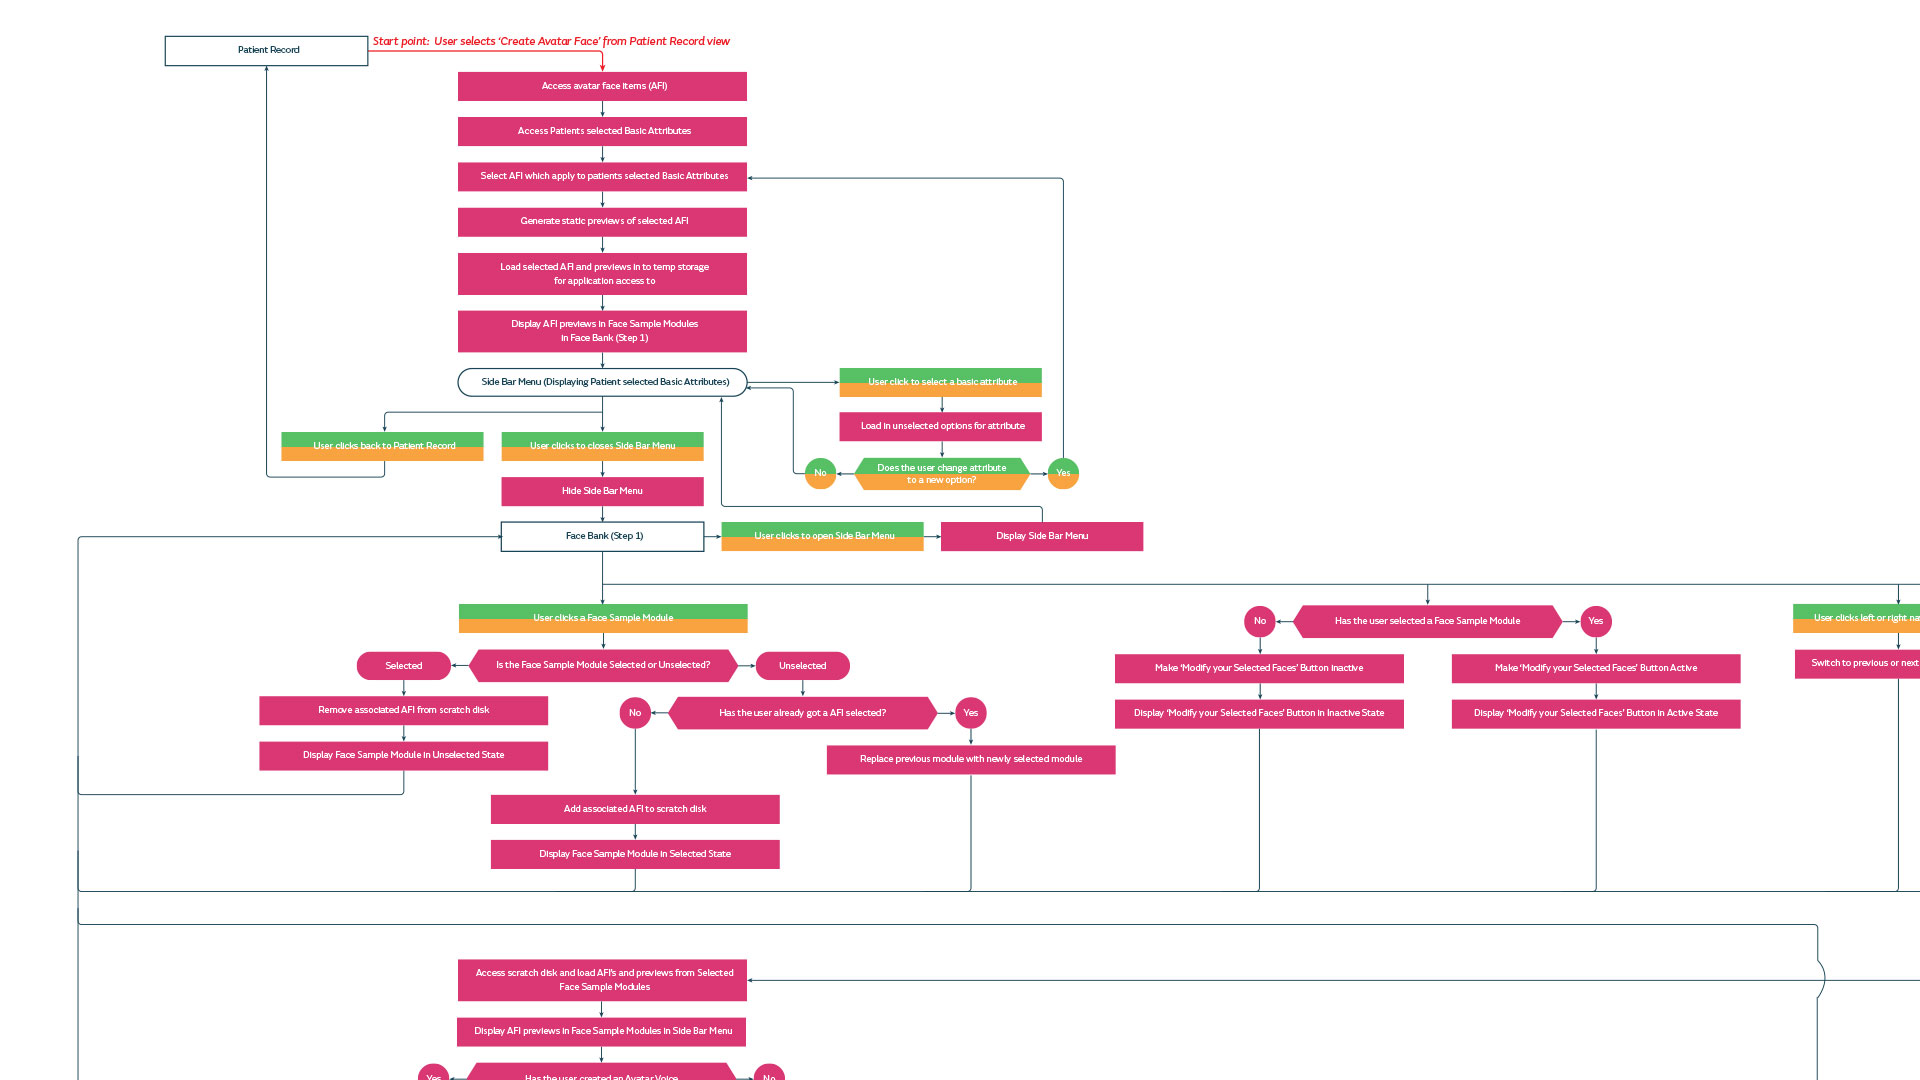 Patient Record
Start point: User selects ‘Create Avatar Face’ from Patient Record view
Access avatar face items (AFI)
Access Patients selected Basic Attributes
Select AFI which apply to patients selected Basic Attributes
Generate static previews of selected AFI
Load selected AFI and previews in to temp storage
for application access to
Display AFI previews in Face Sample Modules
in Face Bank (Step 1)
Side Bar Menu (Displaying Patient selected Basic Attributes)
User click to select a basic attribute
Load in unselected options for attribute
User clicks back to Patient Record
User clicks to closes Side Bar Menu
No
Does the user change attribute
to a new option?
Yes
Hide Side Bar Menu
Face Bank (Step 1)
User clicks to open Side Bar Menu
Display Side Bar Menu
User clicks a Face Sample Module
No
Has the user selected a Face Sample Module
Yes
User clicks left or right na
Selected
Is the Face Sample Module Selected or Unselected?
Unselected
Make ‘Modify your Selected Faces’ Button inactive
Make ‘Modify your Selected Faces’ Button Active
Switch to previous or next
Remove associated AFI from scratch disk
No
Has the user already got a AFI selected?
Yes
Display ‘Modify your Selected Faces’ Button in Inactive State
Display ‘Modify your Selected Faces’ Button in Active State
Display Face Sample Module in Unselected State
Replace previous module with newly selected module
Add associated AFI to scratch disk
Display Face Sample Module in Selected State
Access scratch disk and load AFI’s and previews from Selected
Face Sample Modules
Display AFI previews in Face Sample Modules in Side Bar Menu
Yes
Has the user created an Avatar Voice
No